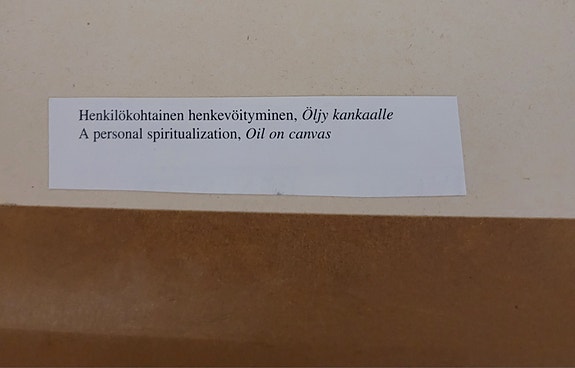 Henkilökohtainen henkevöityminen, Öljy kankaalle
A personal spiritualization, Oil on canvas